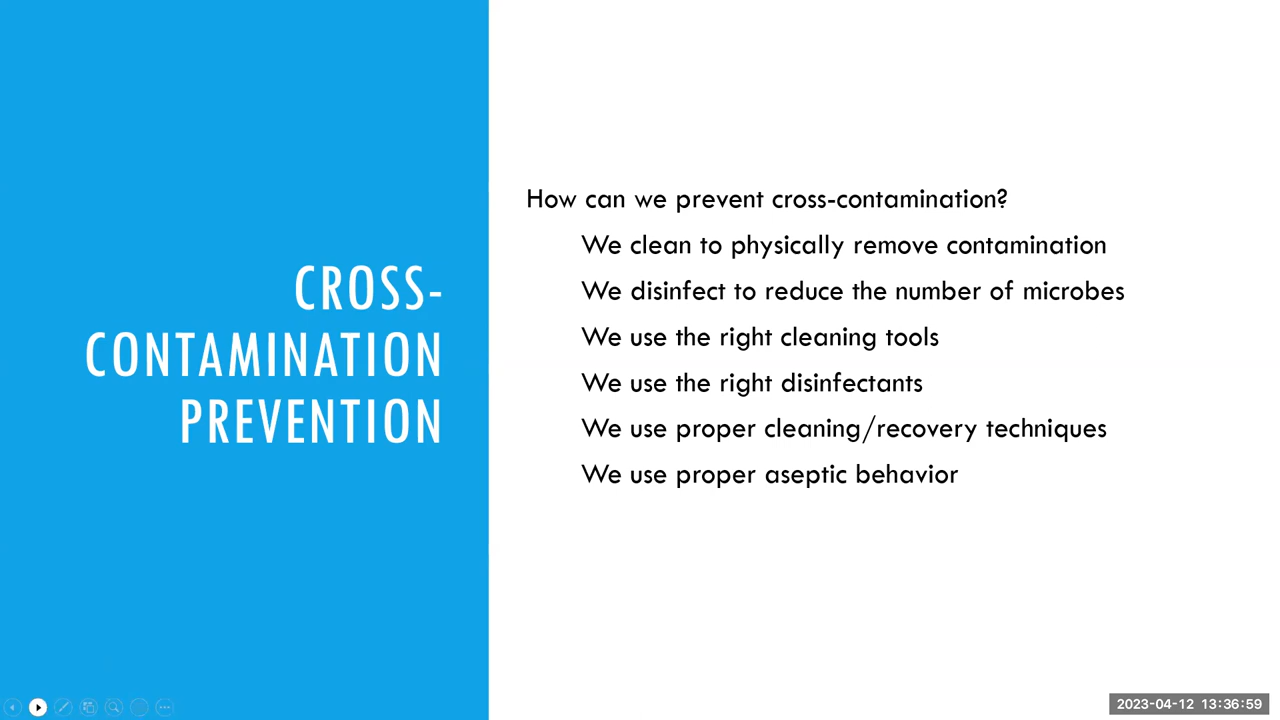 CROSS-
CONTAMINATION
PREVENTION
How can we prevent cross-contamination?
We clean to physically remove contamination
We disinfect to reduce the number of microbes
We use the right cleaning tools
We use the right disinfectants
We use proper cleaning/recovery techniques
We use proper aseptic behavior
2023-04-12 13:36:59